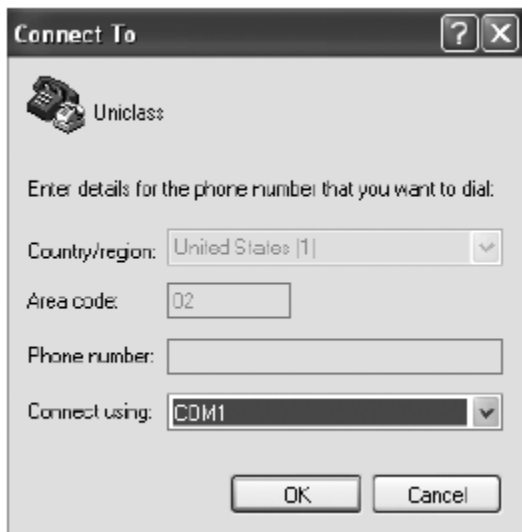 Connect To
Uniclass
Enter details for the phone number that you want to dial:
Country/region: United States (1)
Area code: 02
Phone number:
Connect using: COM1
OK Cancel